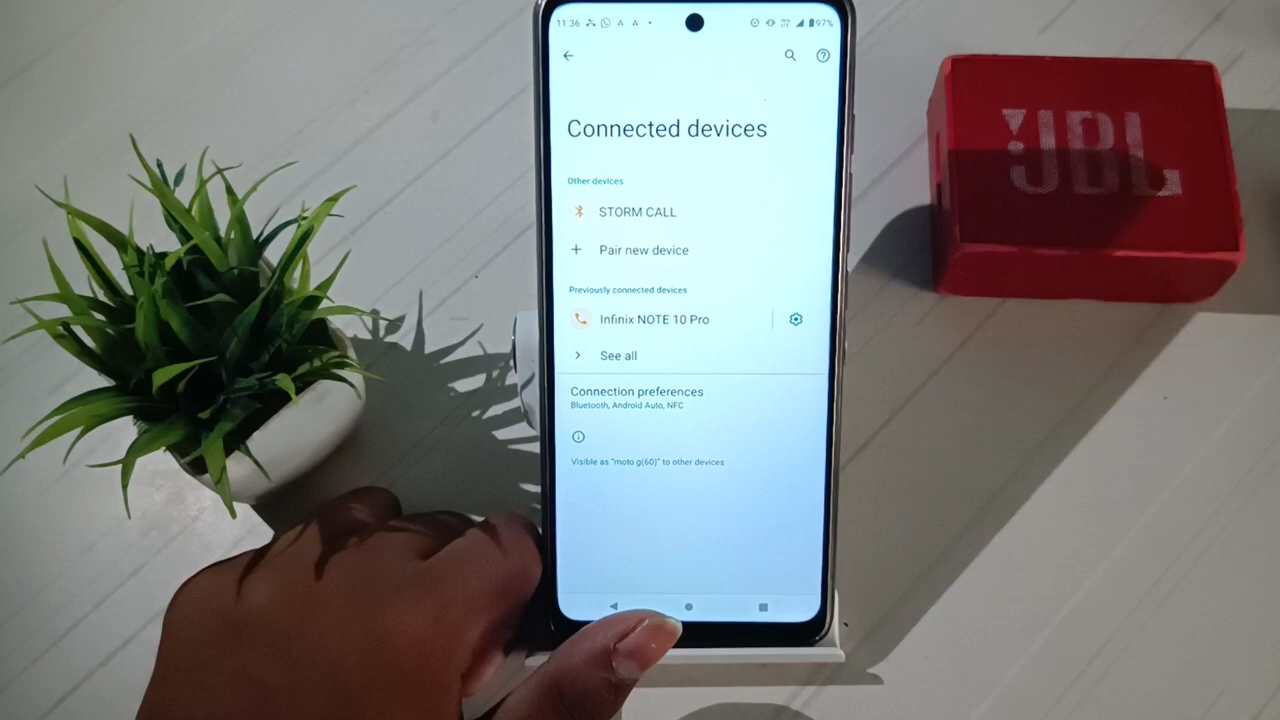 11:36
97%
Connected devices
Other devices
STORM CALL
Pair new device
Previously connected devices
Infinix NOTE 10 Pro
See all
Connection preferences
Bluetooth, Android Auto, NFC
Visible as "moto g(60)" to other devices
JBL